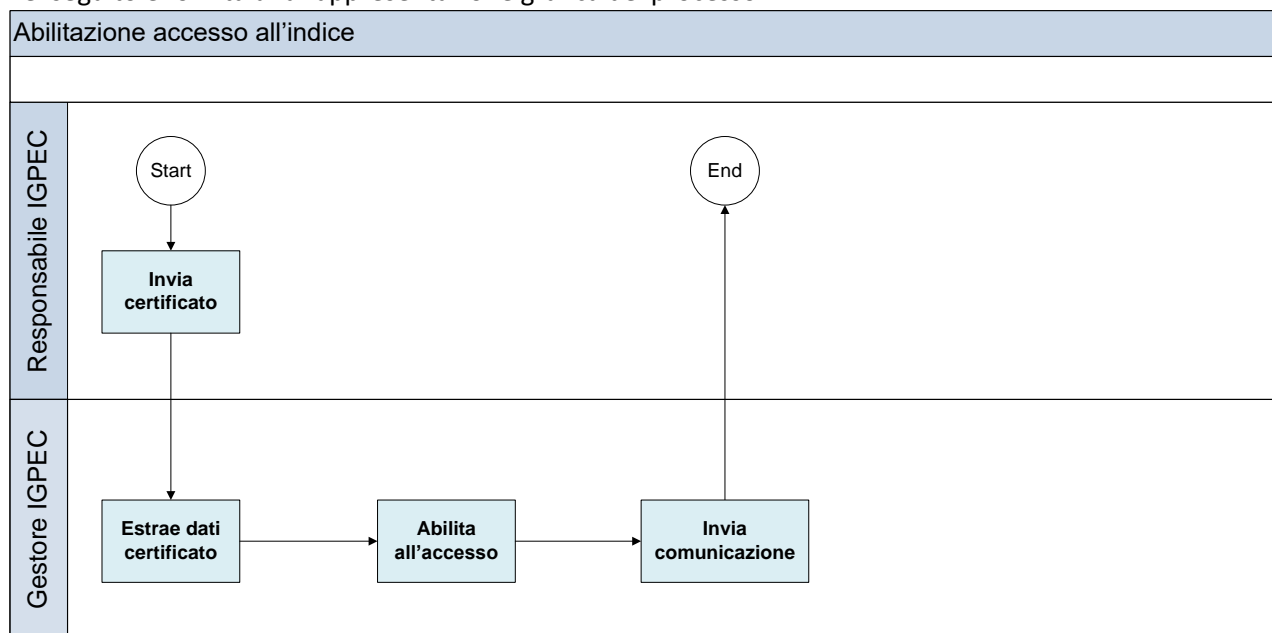 Abilitazione accesso all'indice
Responsabile IGPEC
Start
End
Invia
certificato
Gestore IGPEC
Estrae dati
certificato
Abilita
all'accesso
Invia
comunicazione